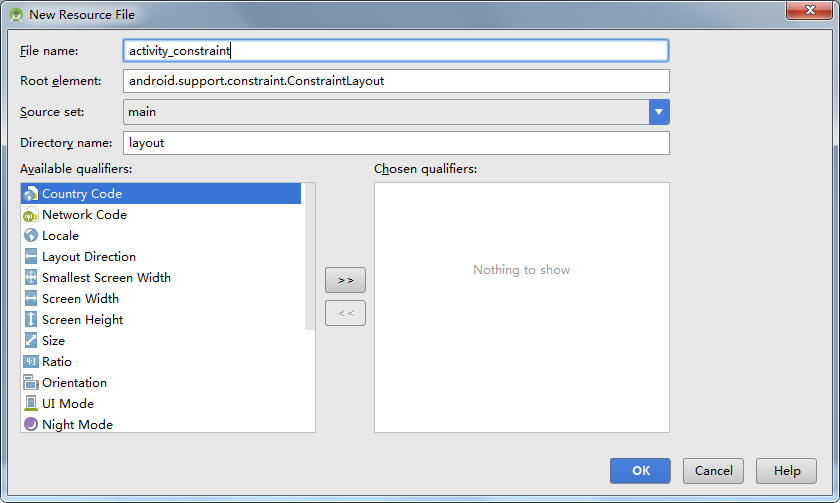 New Resource File
File name: activity_constraint
Root element: android.support.constraint.ConstraintLayout
Source set: main
Directory name: layout
Available qualifiers: Chosen qualifiers:
Country Code
Network Code
Locale
Layout Direction
Smallest Screen Width
Screen Width
Screen Height
Size
Ratio
Orientation
UI Mode
Night Mode
>>
<<
Nothing to show
OK Cancel Help